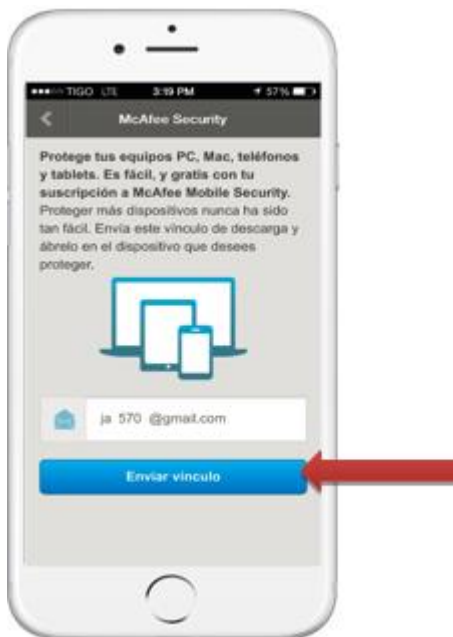 TIGO LTE 3:19 PM 57%
McAfee Security
Protege tus equipos PC, Mac, teléfonos
y tablets. Es fácil, y gratis con tu
suscripción a McAfee Mobile Security.
Proteger más dispositivos nunca ha sido
tan fácil. Envía este vínculo de descarga y
ábrelo en el dispositivo que desees
proteger.
ja 570 @gmail.com
Enviar vínculo